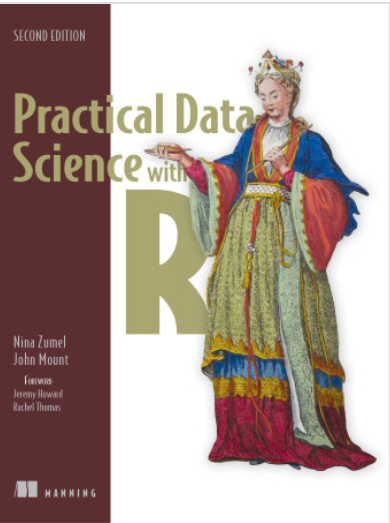 SECOND EDITION
Practical Data
Science with
R
Nina Zumel
John Mount
FOREWORD
Jeremy Howard
Rachel Thomas
MANNING